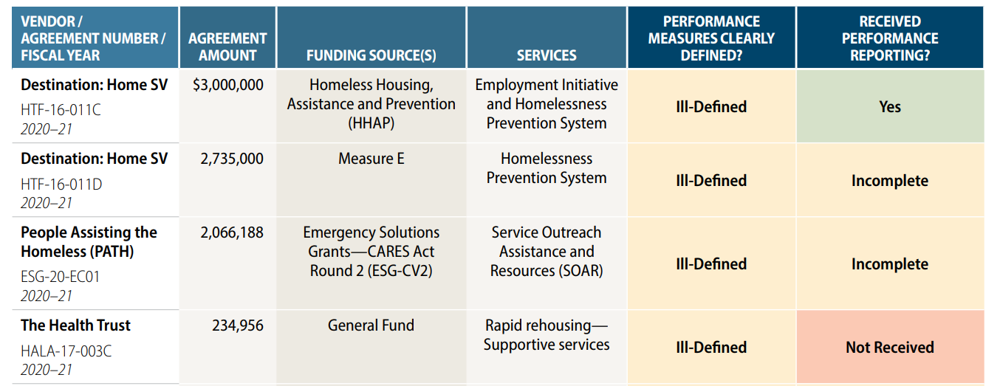 VENDOR /
AGREEMENT NUMBER /
FISCAL YEAR
AGREEMENT
AMOUNT
FUNDING SOURCE(S)
SERVICES
PERFORMANCE
MEASURES CLEARLY
DEFINED?
RECEIVED
PERFORMANCE
REPORTING?
Destination: Home SV
HTF-16-011C
2020–21
$3,000,000
Homeless Housing,
Assistance and Prevention
(HHAP)
Employment Initiative
and Homelessness
Prevention System
Ill-Defined
Yes
Destination: Home SV
HTF-16-011D
2020–21
2,735,000
Measure E
Homelessness
Prevention System
Ill-Defined
Incomplete
People Assisting the
Homeless (PATH)
ESG-20-EC01
2020–21
2,066,188
Emergency Solutions
Grants—CARES Act
Round 2 (ESG-CV2)
Service Outreach
Assistance and
Resources (SOAR)
Ill-Defined
Incomplete
The Health Trust
HALA-17-003C
2020–21
234,956
General Fund
Rapid rehousing—
Supportive services
Ill-Defined
Not Received